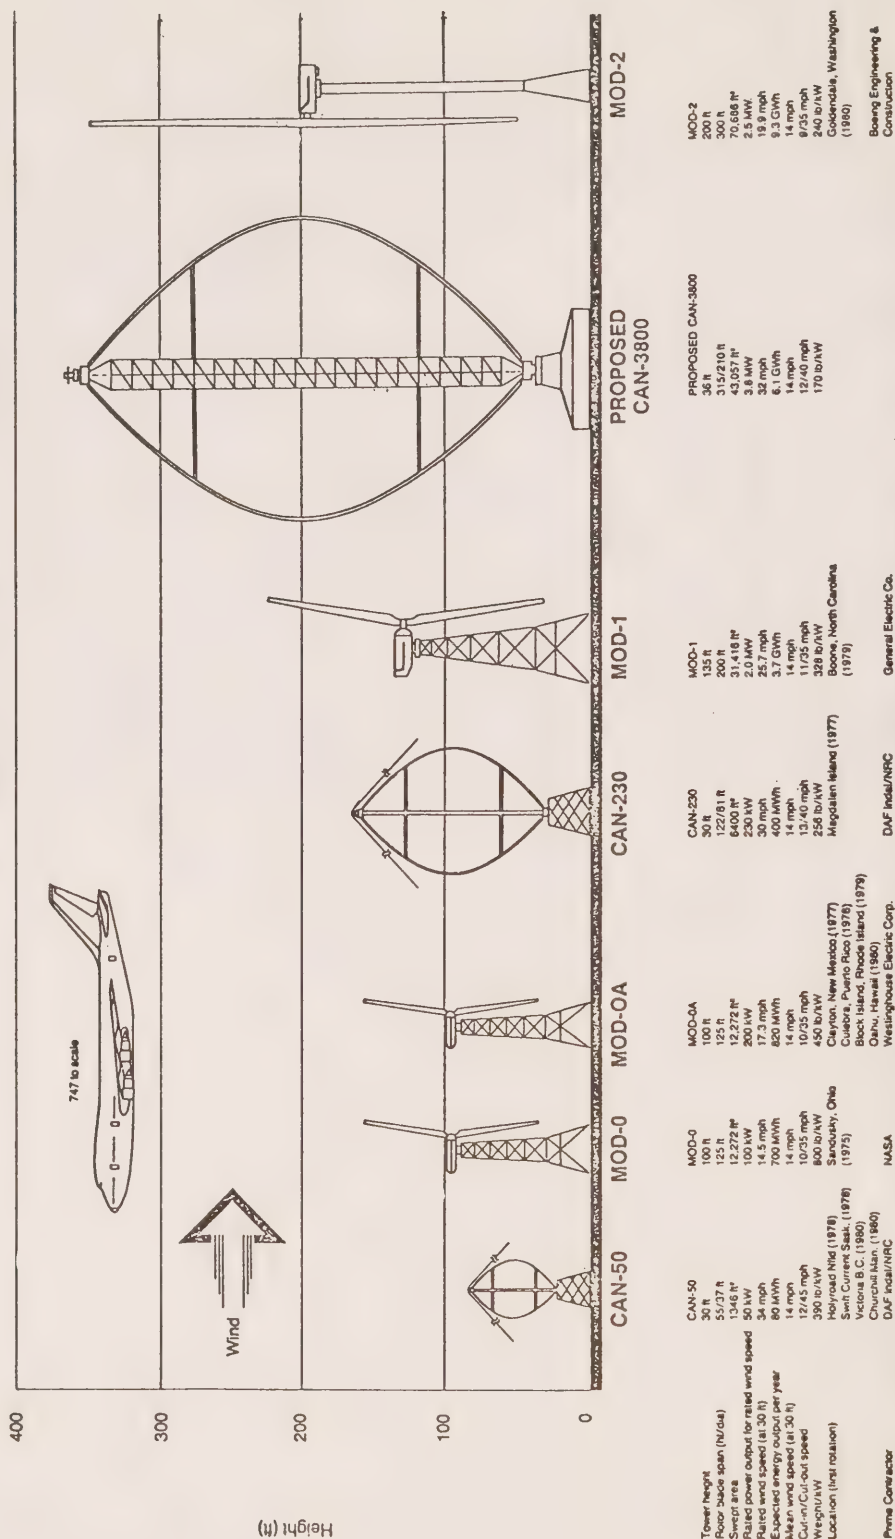 Height (ft)
400
300
200
100
0
Wind
747 to scale
CAN-50
MOD-0
MOD-OA
CAN-230
MOD-1
PROPOSED
CAN-3800
MOD-2
Tower height
Rotor blade span (ht/dia)
Swept area
Rated power output for rated wind speed
Rated wind speed (at 30 ft)
Expected energy output per year
Mean wind speed (at 30 ft)
Cut-in/Cut-out speed
Weight/kW
Location (first rotation)
Prime Contractor
CAN-50
30 ft
55/37 ft
1346 ft²
50 kW
34 mph
80 MWh
14 mph
12/45 mph
390 lb/kW
Holyroad Nfld (1978)
Swift Current Sask. (1978)
Victoria B.C. (1980)
Churchill Man. (1980)
DAF Indal/NRC
MOD-0
100 ft
125 ft
12,272 ft²
100 kW
14.5 mph
700 MWh
14 mph
10/35 mph
800 lb/kW
Sandusky, Ohio
(1975)
NASA
MOD-0A
100 ft
125 ft
12,272 ft²
200 kW
17.3 mph
820 MWh
14 mph
10/35 mph
450 lb/kW
Clayton, New Mexico (1977)
Culebra, Puerto Rico (1978)
Block Island, Rhode Island (1979)
Oahu, Hawaii (1980)
Westinghouse Electric Corp.
CAN-230
30 ft
122/81 ft
6400 ft²
230 kW
30 mph
400 MWh
14 mph
13/40 mph
256 lb/kW
Magdalen Island (1977)
DAF Indal/NRC
MOD-1
135 ft
200 ft
31,416 ft²
2.0 MW
25.7 mph
3.7 GWh
14 mph
11/35 mph
328 lb/kW
Boone, North Carolina
(1979)
General Electric Co.
PROPOSED CAN-3800
36 ft
315/210 ft
43,057 ft²
3.8 MW
32 mph
6.1 GWh
14 mph
12/40 mph
170 lb/kW
MOD-2
200 ft
300 ft
70,686 ft²
2.5 MW
19.9 mph
9.3 GWh
14 mph
9/35 mph
240 lb/kW
Goldendale, Washington
(1980)
Boeing Engineering &
Construction